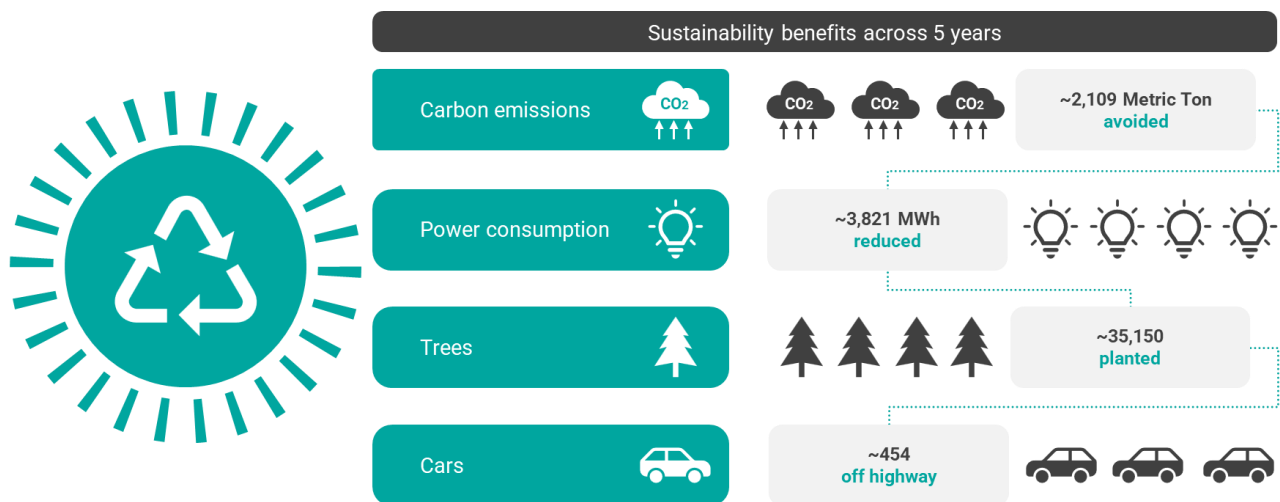 Sustainability benefits across 5 years
Carbon emissions
CO2
CO2
CO2
CO2
~2,109 Metric Ton
avoided
Power consumption
~3,821 MWh
reduced
Trees
~35,150
planted
Cars
~454
off highway